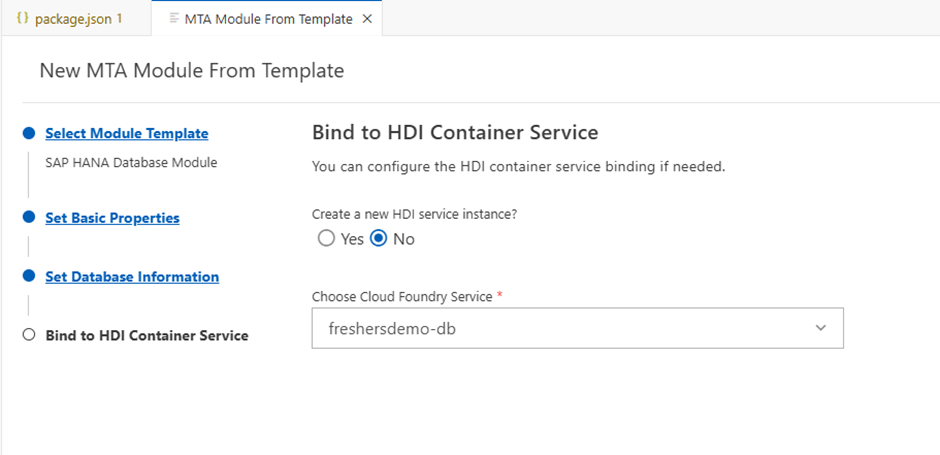 {} package.json 1
MTA Module From Template ×
New MTA Module From Template
Select Module Template
SAP HANA Database Module
Set Basic Properties
Set Database Information
Bind to HDI Container Service
Bind to HDI Container Service
You can configure the HDI container service binding if needed.
Create a new HDI service instance?
Yes No
Choose Cloud Foundry Service *
freshersdemo-db